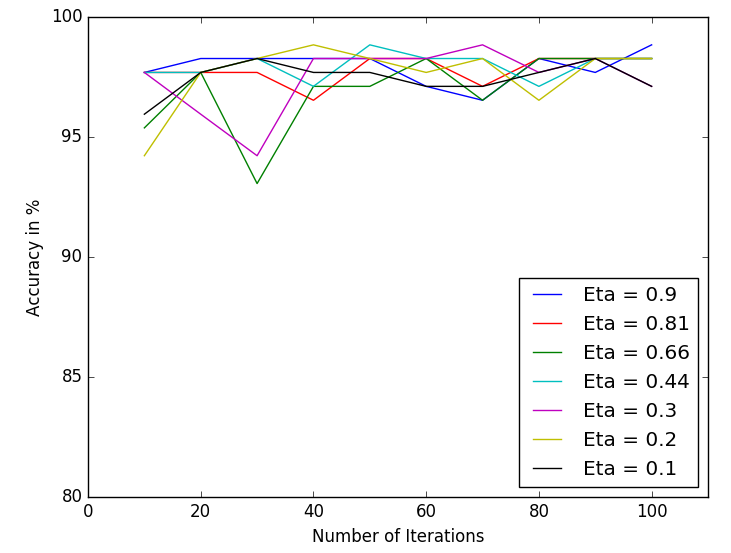 100
95
90
85
80
Accuracy in %
0
20
40
60
80
100
Number of Iterations
Eta = 0.9
Eta = 0.81
Eta = 0.66
Eta = 0.44
Eta = 0.3
Eta = 0.2
Eta = 0.1